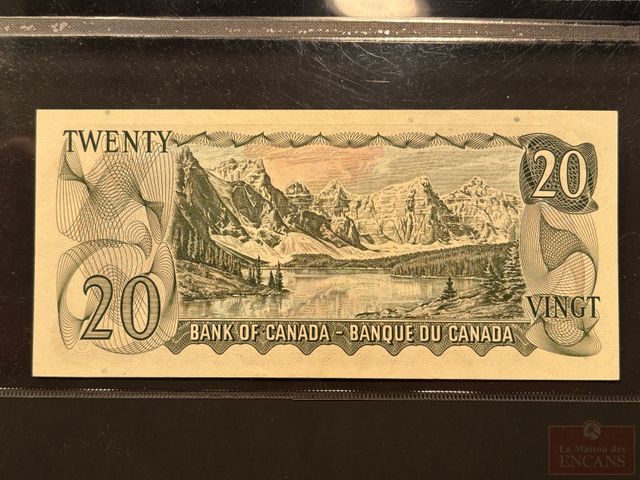 TWENTY
20
20
VINGT
BANK OF CANADA - BANQUE DU CANADA
La Maison des
ENCANS